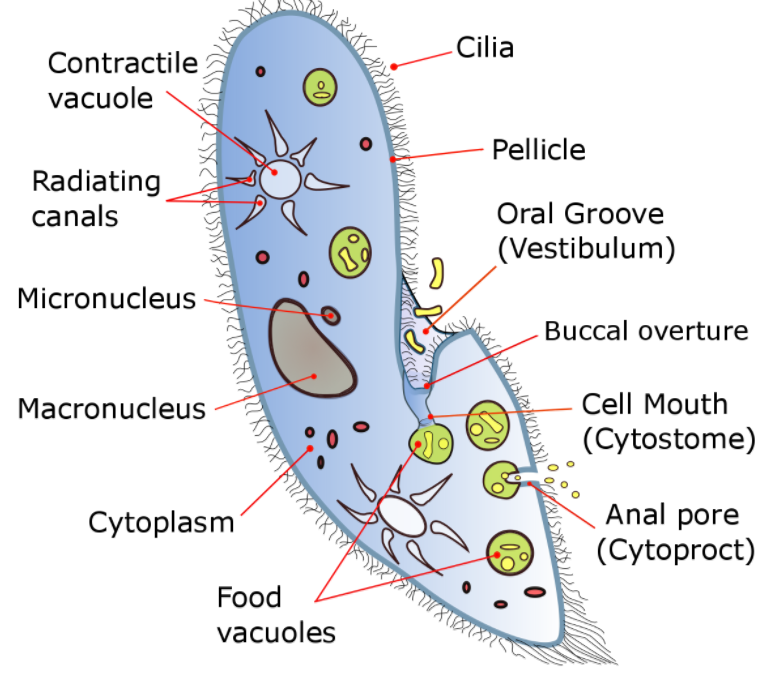 Contractile
vacuole
Cilia
Pellicle
Radiating
canals
Oral Groove
(Vestibulum)
Micronucleus
Buccal overture
Macronucleus
Cell Mouth
(Cytostome)
Cytoplasm
Anal pore
(Cytoproct)
Food
vacuoles